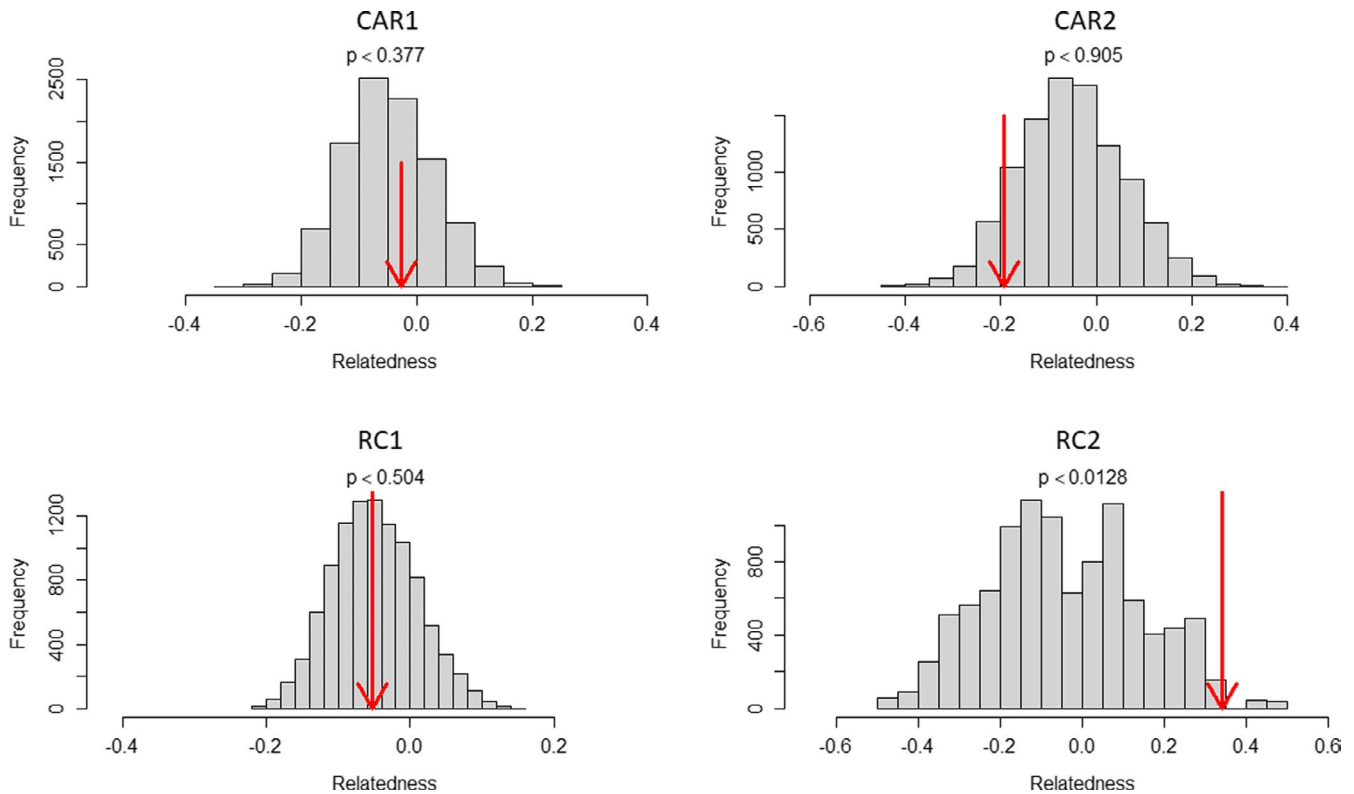 CAR1
p < 0.377
Frequency
2500
1500
500
0
-0.4
-0.2
0.0
0.2
0.4
Relatedness
CAR2
p < 0.905
Frequency
1000
500
0
-0.6
-0.4
-0.2
0.0
0.2
0.4
Relatedness
RC1
p < 0.504
Frequency
1200
800
400
0
-0.4
-0.2
0.0
0.2
Relatedness
RC2
p < 0.0128
Frequency
800
400
0
-0.6
-0.4
-0.2
0.0
0.2
0.4
0.6
Relatedness